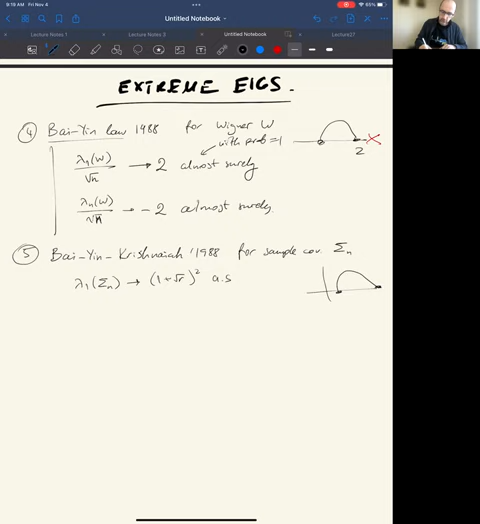 9:19 AM Fri Nov 4
65%
Untitled Notebook
Lecture Notes 1
Lecture Notes 3
Untitled Notebook
Lecture27
EXTREME EIGS.
④ Bai-Yin law 1988 for Wigner W
with prob=1
λ₁(W)/√n → 2 almost surely
2
λₙ(W)/√n → -2 almost surely
⑤ Bai-Yin-Krishnaiah '1988 for sample cov. Σₙ
λ₁(Σₙ) → (1+√r)² a.s